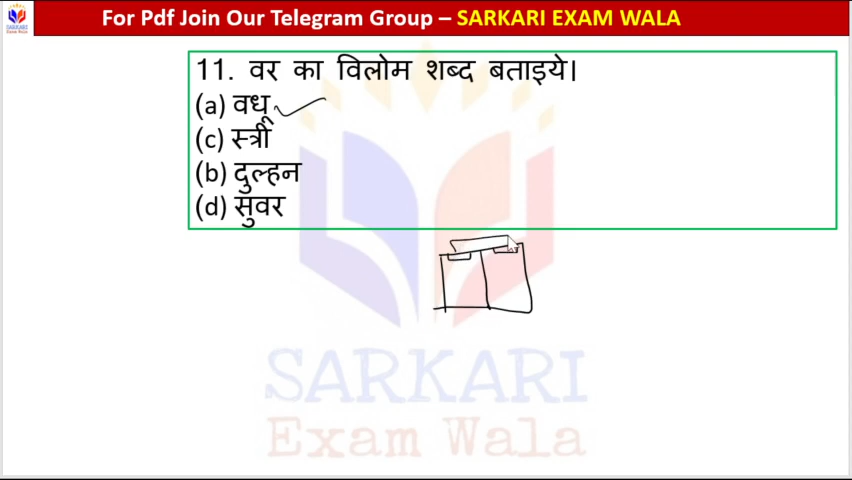 For Pdf Join Our Telegram Group – SARKARI EXAM WALA
11. वर का विलोम शब्द बताइये।
(a) वधू
(c) स्त्री
(b) दुल्हन
(d) सुवर
SARKARI
Exam Wala